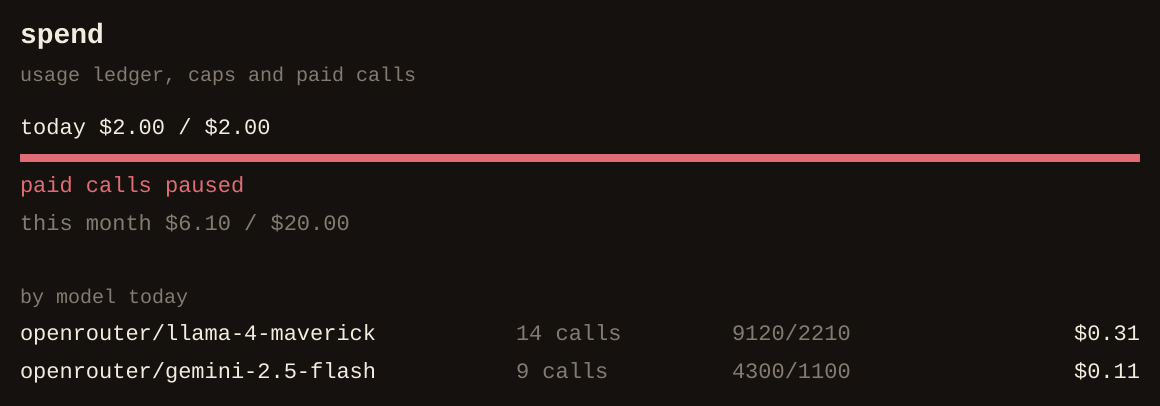 spend
usage ledger, caps and paid calls
today $2.00 / $2.00
paid calls paused
this month $6.10 / $20.00
by model today
openrouter/llama-4-maverick 14 calls 9120/2210 $0.31
openrouter/gemini-2.5-flash 9 calls 4300/1100 $0.11